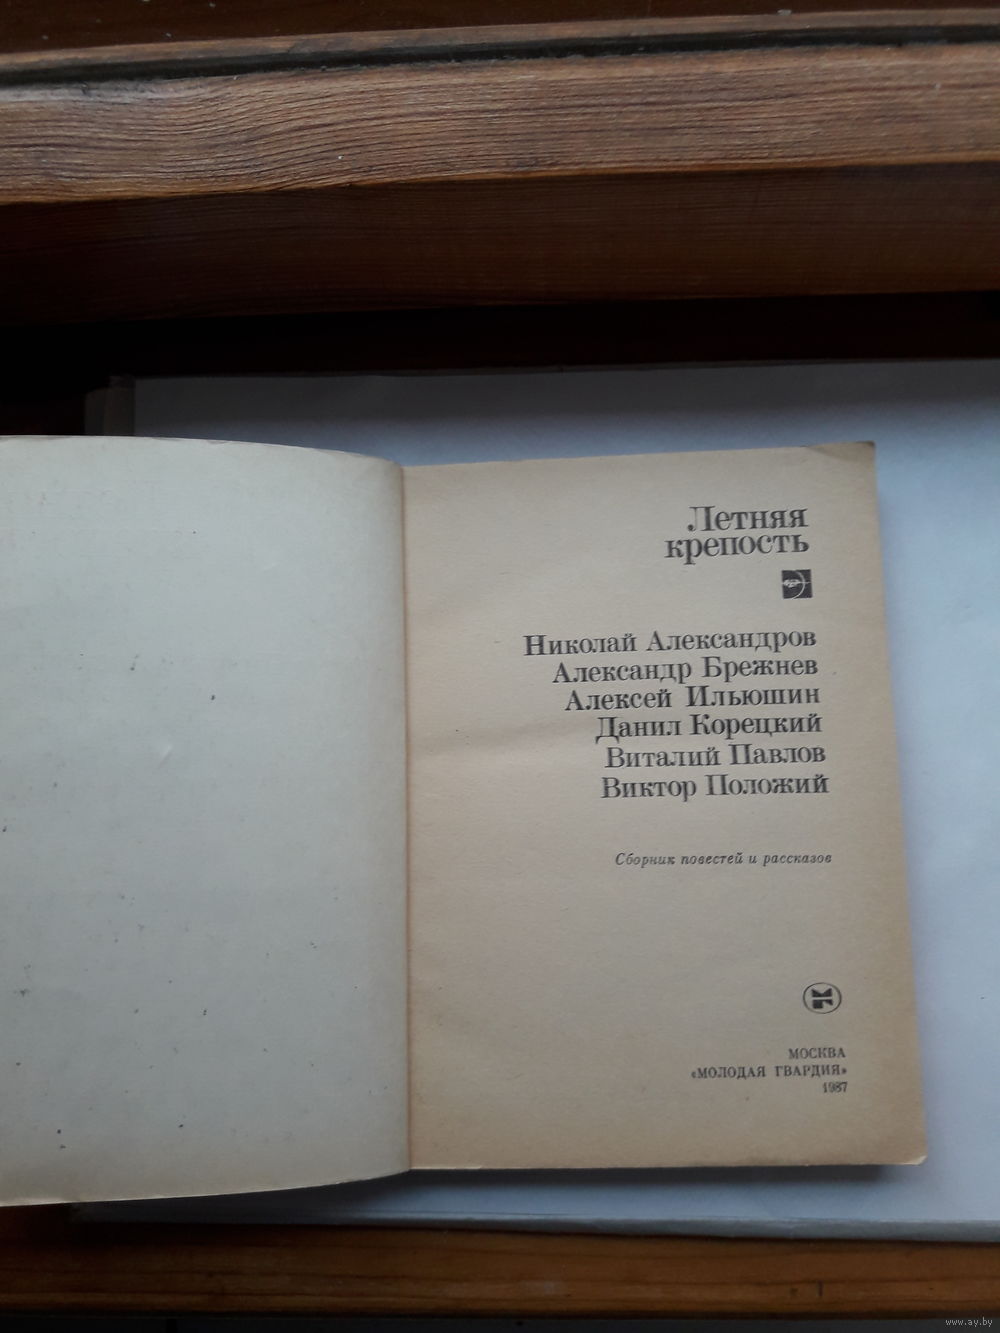 Летняя
крепость
Николай Александров
Александр Брежнев
Алексей Ильюшин
Данил Корецкий
Виталий Павлов
Виктор Положий
Сборник повестей и рассказов
МОСКВА
«МОЛОДАЯ ГВАРДИЯ»
1987
www.ay.by